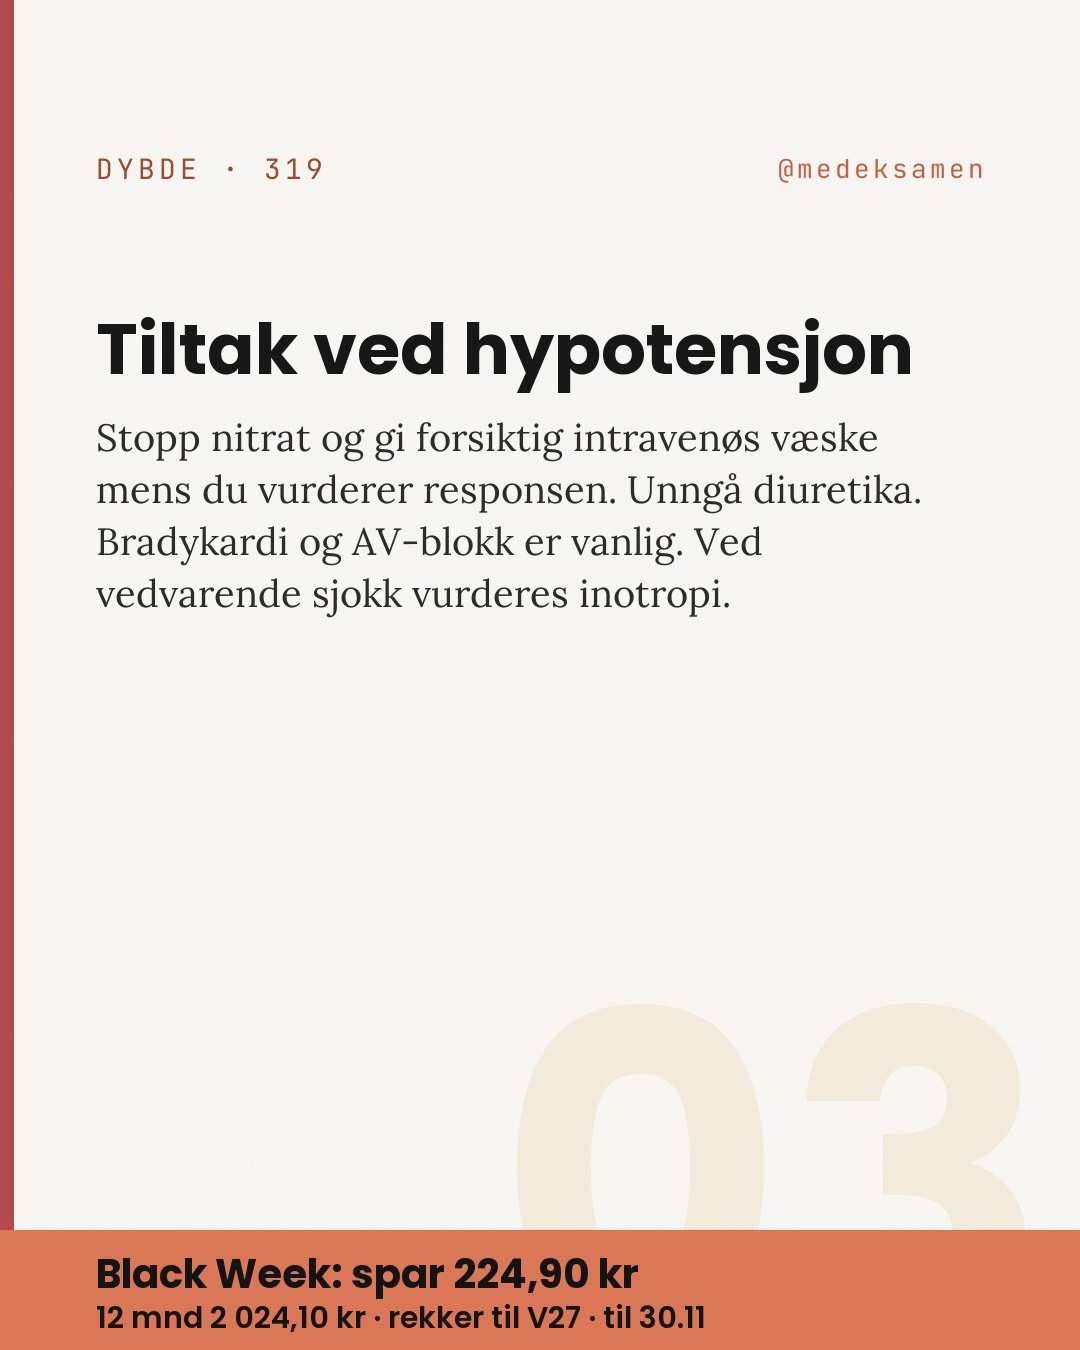 DYBDE · 319
@medeksamen
Tiltak ved hypotensjon
Stopp nitrat og gi forsiktig intravenøs væske
mens du vurderer responsen. Unngå diuretika.
Bradykardi og AV-blokk er vanlig. Ved
vedvarende sjokk vurderes inotropi.
03
Black Week: spar 224,90 kr
12 mnd 2 024,10 kr · rekker til V27 · til 30.11